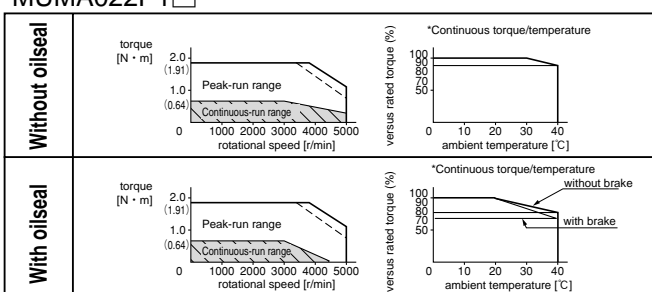 MUMA022P1□
Without oilseal
torque
[N・m]
2.0
(1.91)
1.0
(0.64)
0
Peak-run range
Continuous-run range
1000 2000 3000 4000 5000
rotational speed [r/min]
*Continuous torque/temperature
versus rated torque (%)
100
90
80
70
50
0 10 20 30 40
ambient temperature [℃]
With oilseal
torque
[N・m]
2.0
(1.91)
1.0
(0.64)
0
Peak-run range
Continuous-run range
1000 2000 3000 4000 5000
rotational speed [r/min]
*Continuous torque/temperature
versus rated torque (%)
100
90
80
70
50
without brake
with brake
0 10 20 30 40
ambient temperature [℃]